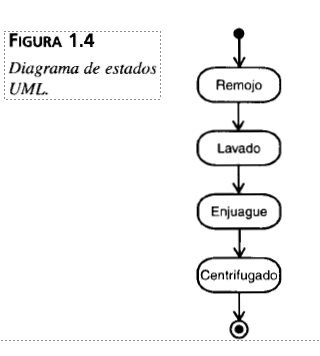 FIGURA 1.4
Diagrama de estados
UML.
Remojo
Lavado
Enjuague
Centrifugado